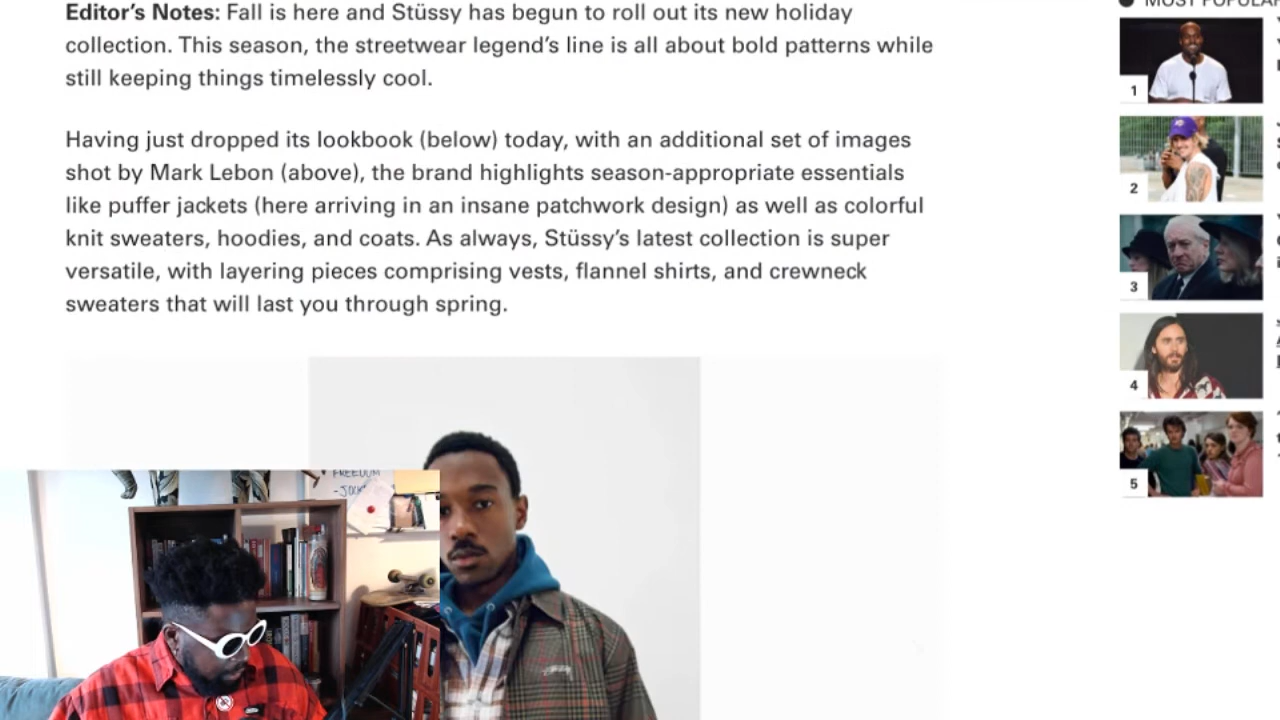 Editor's Notes: Fall is here and Stüssy has begun to roll out its new holiday
collection. This season, the streetwear legend's line is all about bold patterns while
still keeping things timelessly cool.
Having just dropped its lookbook (below) today, with an additional set of images
shot by Mark Lebon (above), the brand highlights season-appropriate essentials
like puffer jackets (here arriving in an insane patchwork design) as well as colorful
knit sweaters, hoodies, and coats. As always, Stüssy's latest collection is super
versatile, with layering pieces comprising vests, flannel shirts, and crewneck
sweaters that will last you through spring.
MOST POPULAR
1
2
3
4
5
FREEDOM